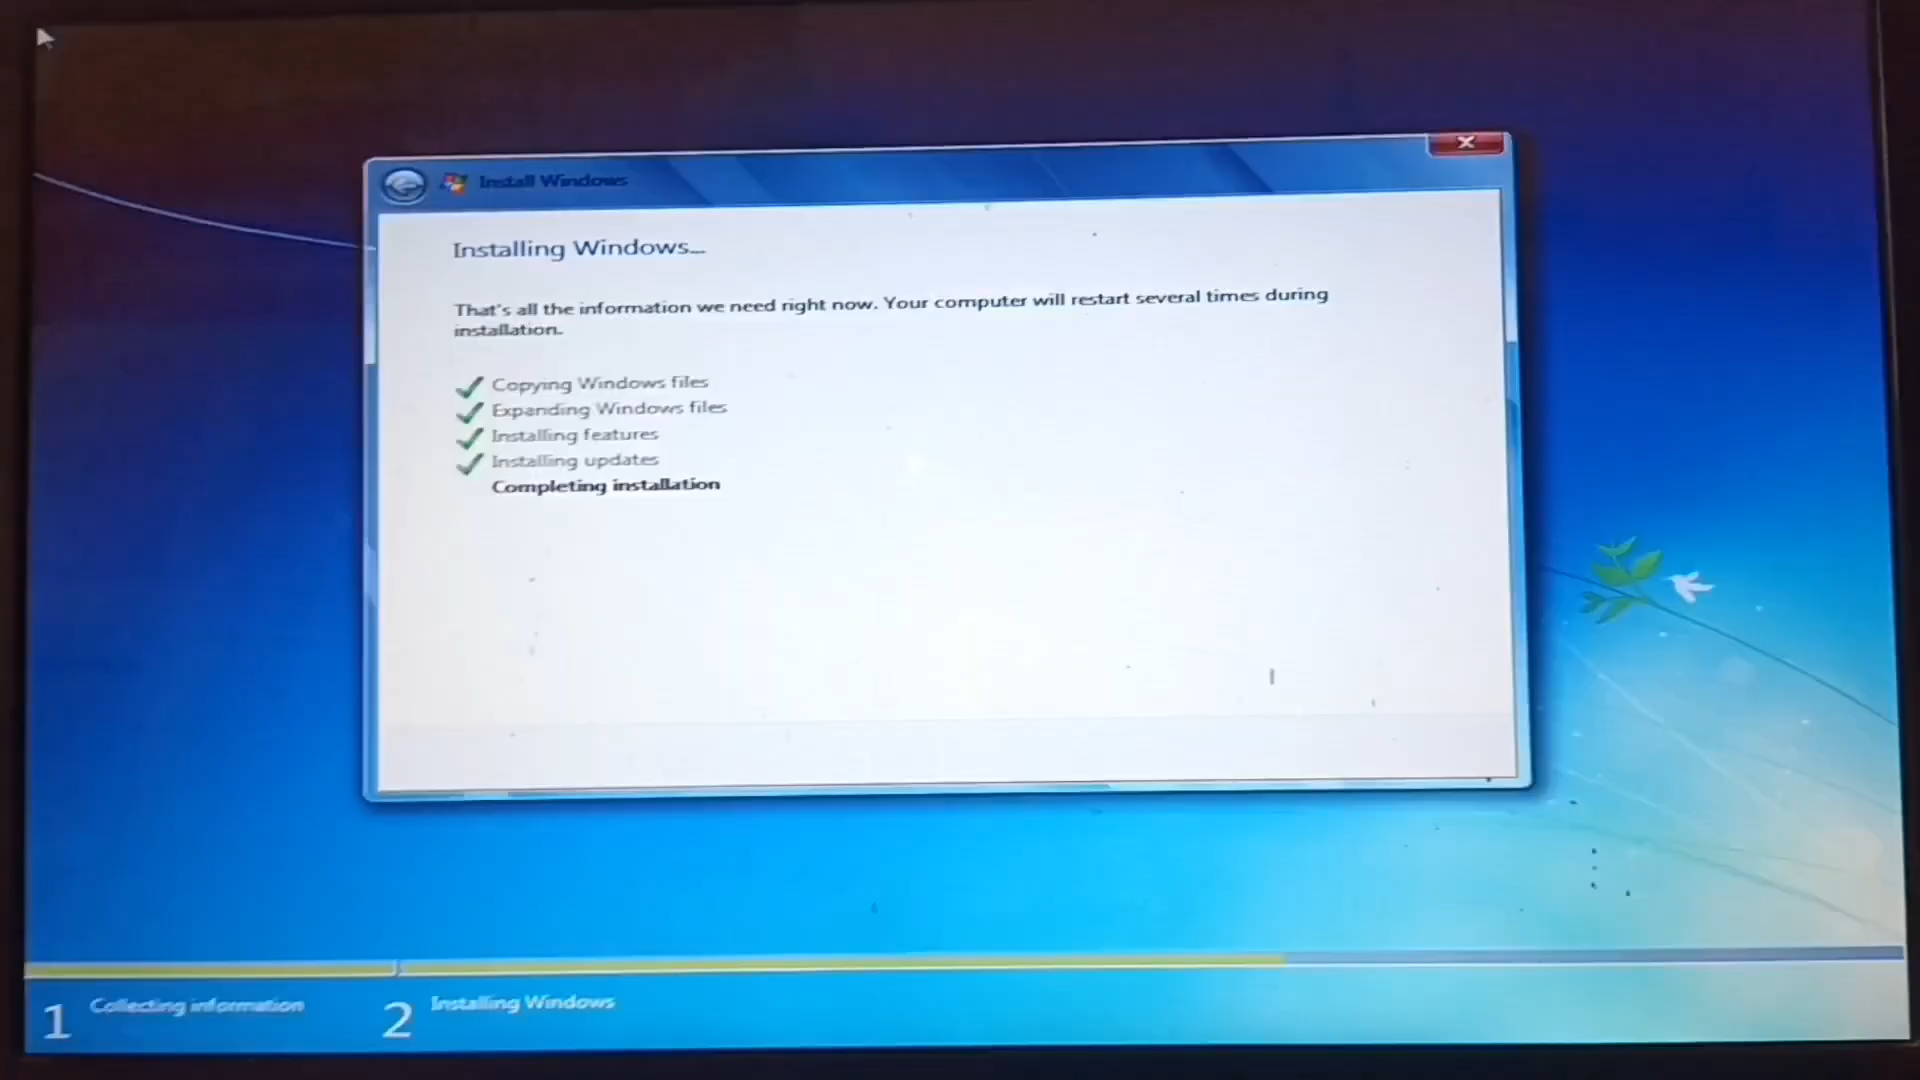 Install Windows
Installing Windows...
That's all the information we need right now. Your computer will restart several times during
installation.
Copying Windows files
Expanding Windows files
Installing features
Installing updates
Completing installation
1 Collecting information
2 Installing Windows